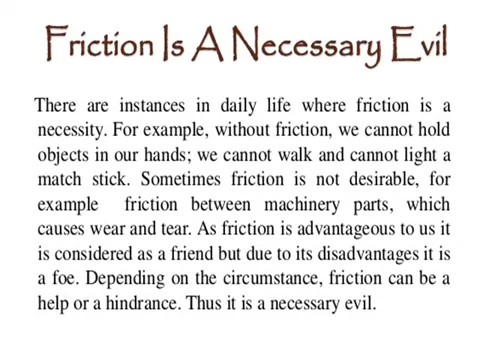 Friction Is A Necessary Evil
There are instances in daily life where friction is a
necessity. For example, without friction, we cannot hold
objects in our hands; we cannot walk and cannot light a
match stick. Sometimes friction is not desirable, for
example friction between machinery parts, which
causes wear and tear. As friction is advantageous to us it
is considered as a friend but due to its disadvantages it is
a foe. Depending on the circumstance, friction can be a
help or a hindrance. Thus it is a necessary evil.